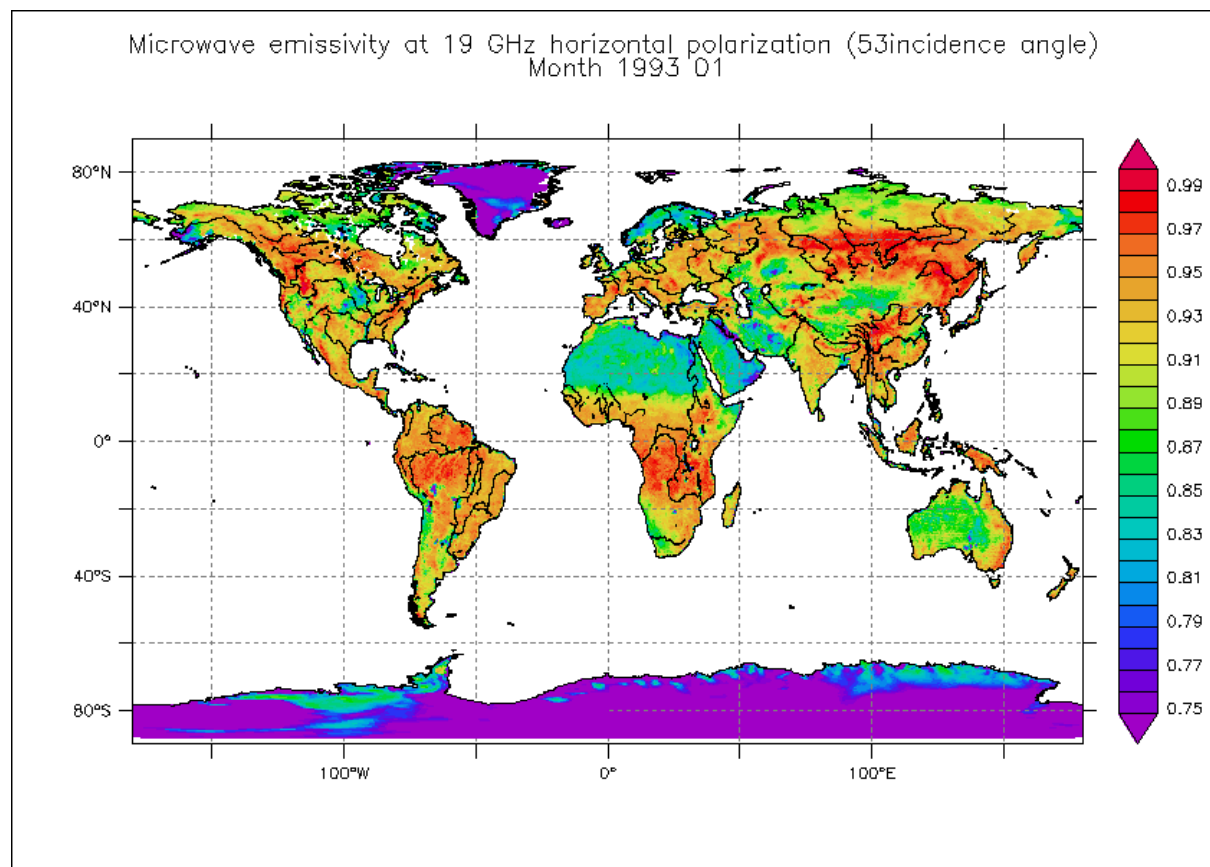 Microwave emissivity at 19 GHz horizontal polarization (53incidence angle)
Month 1993 01
80°N
40°N
0°
40°S
80°S
100°W
0°
100°E
0.99
0.97
0.95
0.93
0.91
0.89
0.87
0.85
0.83
0.81
0.79
0.77
0.75